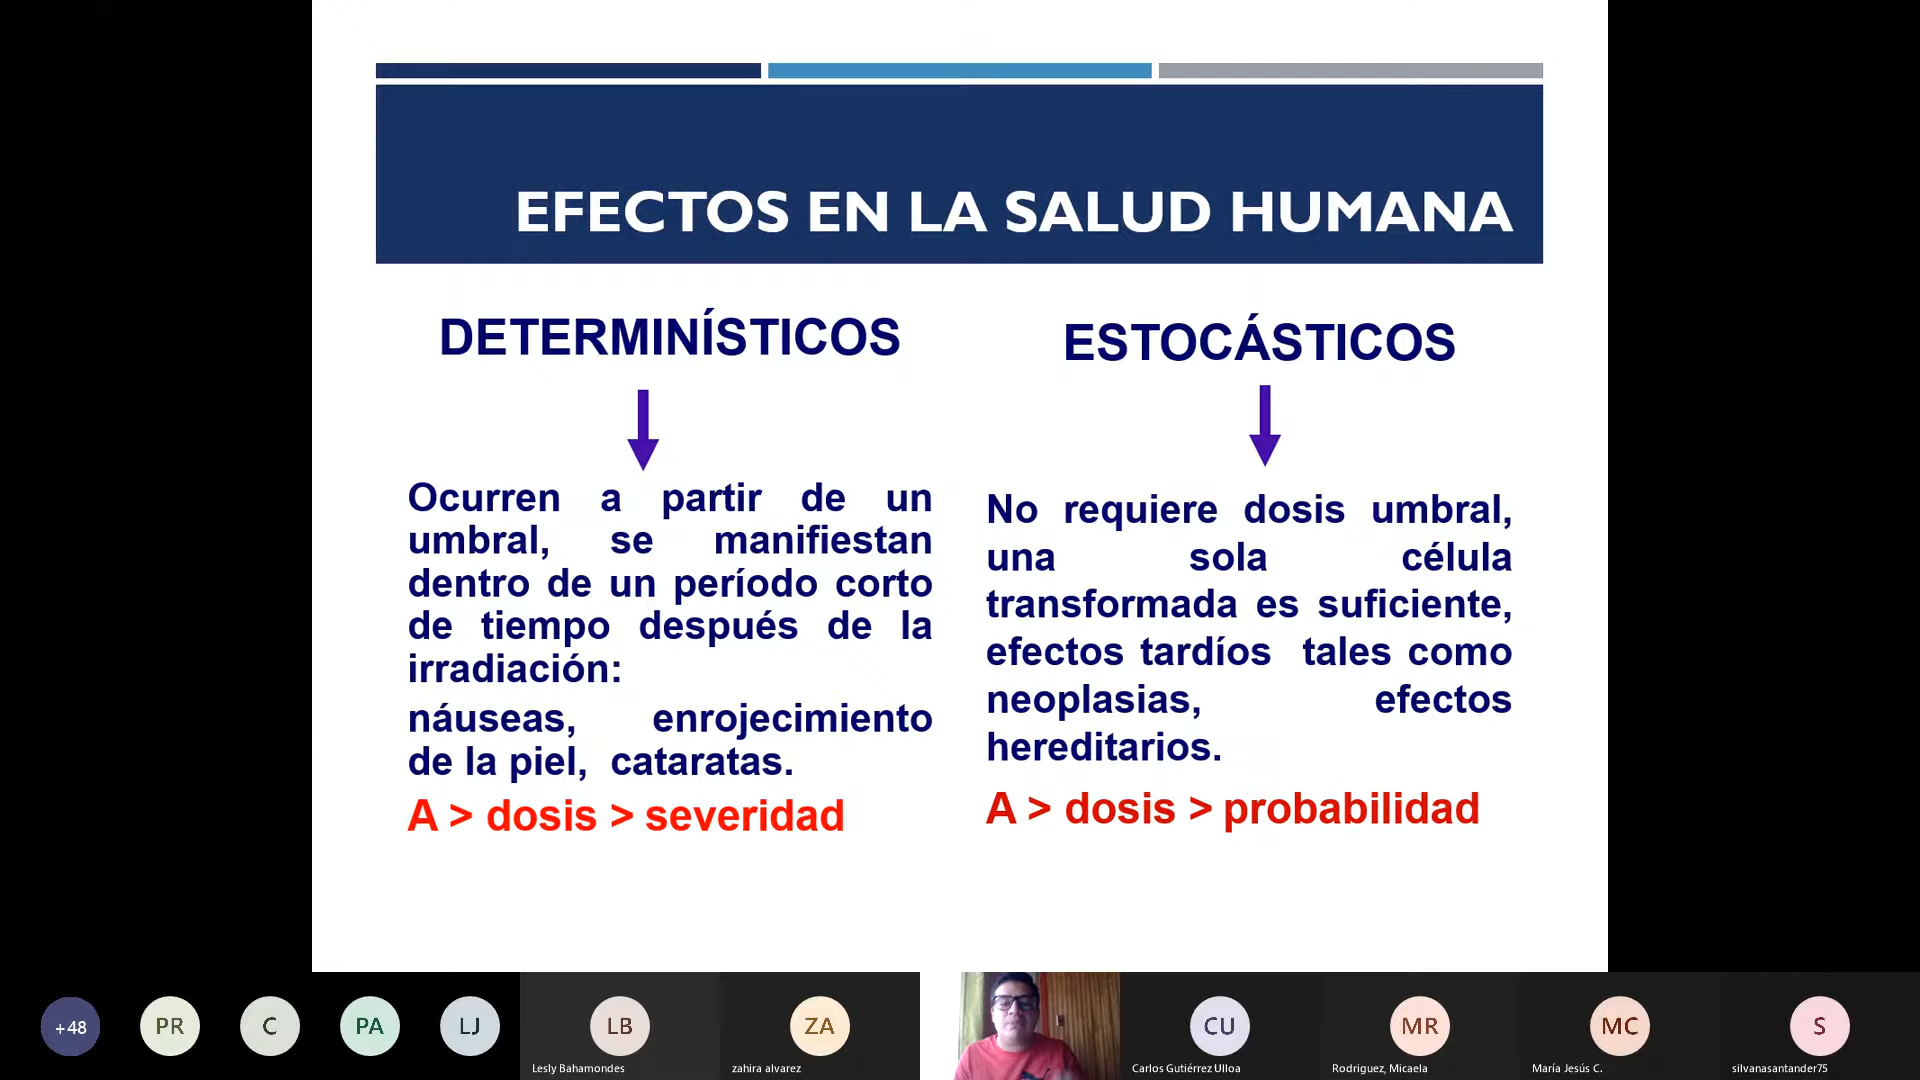 EFECTOS EN LA SALUD HUMANA
DETERMINÍSTICOS
Ocurren a partir de un
umbral, se manifiestan
dentro de un período corto
de tiempo después de la
irradiación:
náuseas, enrojecimiento
de la piel, cataratas.
A > dosis > severidad
ESTOCÁSTICOS
No requiere dosis umbral,
una sola célula
transformada es suficiente,
efectos tardíos tales como
neoplasias, efectos
hereditarios.
A > dosis > probabilidad
+48
PR
C
PA
LJ
LB
Lesly Bahamondes
ZA
zahira alvarez
CU
Carlos Gutiérrez Ulloa
MR
Rodriguez, Micaela
MC
María Jesús C.
S
silvanasantander75